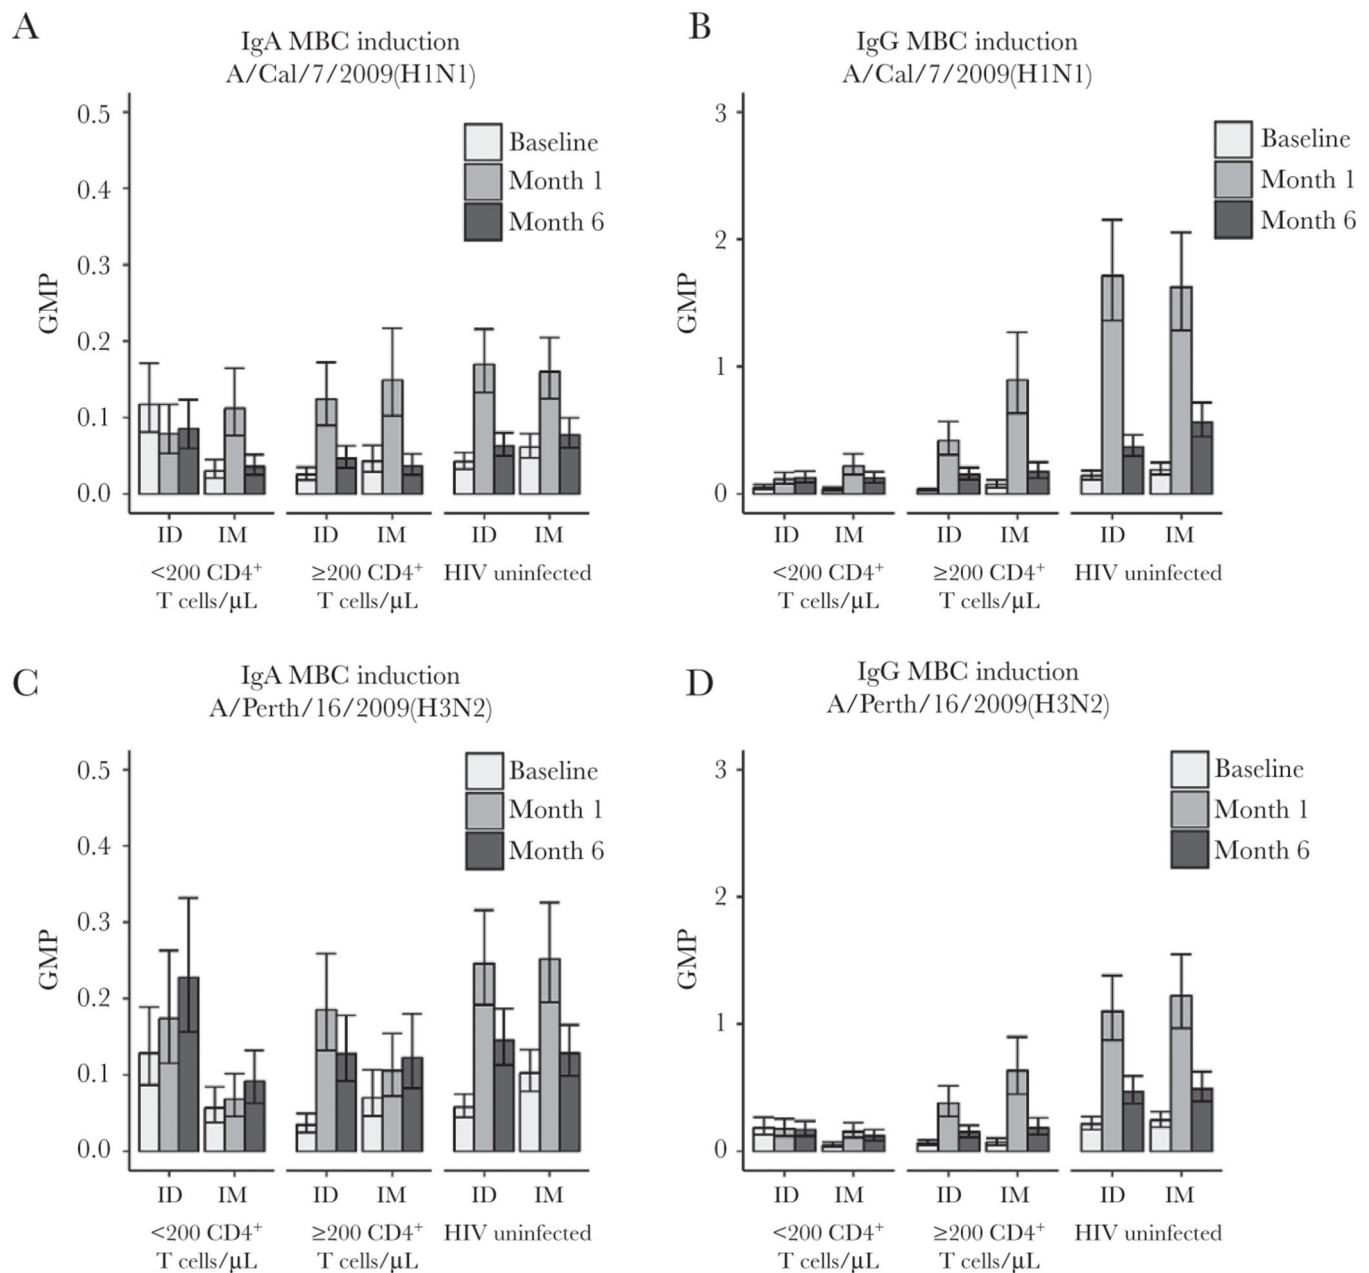 A
IgA MBC induction
A/Cal/7/2009(H1N1)
GMP
0.5
0.4
0.3
0.2
0.1
0.0
Baseline
Month 1
Month 6
ID IM ID IM ID IM
<200 CD4+ ≥200 CD4+ HIV uninfected
T cells/μL T cells/μL
B
IgG MBC induction
A/Cal/7/2009(H1N1)
GMP
3
2
1
0
Baseline
Month 1
Month 6
ID IM ID IM ID IM
<200 CD4+ ≥200 CD4+ HIV uninfected
T cells/μL T cells/μL
C
IgA MBC induction
A/Perth/16/2009(H3N2)
GMP
0.5
0.4
0.3
0.2
0.1
0.0
Baseline
Month 1
Month 6
ID IM ID IM ID IM
<200 CD4+ ≥200 CD4+ HIV uninfected
T cells/μL T cells/μL
D
IgG MBC induction
A/Perth/16/2009(H3N2)
GMP
3
2
1
0
Baseline
Month 1
Month 6
ID IM ID IM ID IM
<200 CD4+ ≥200 CD4+ HIV uninfected
T cells/μL T cells/μL